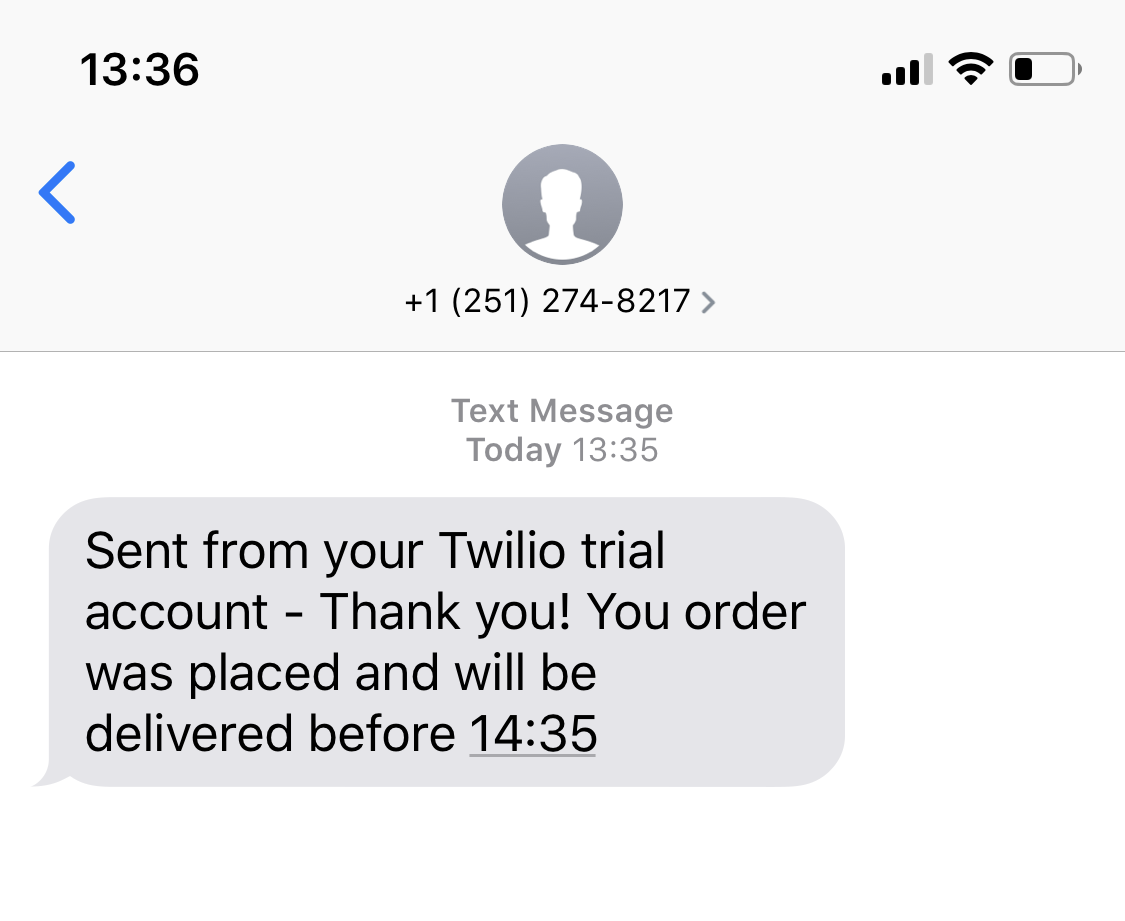 13:36
+1 (251) 274-8217
Text Message
Today 13:35
Sent from your Twilio trial
account - Thank you! You order
was placed and will be
delivered before 14:35